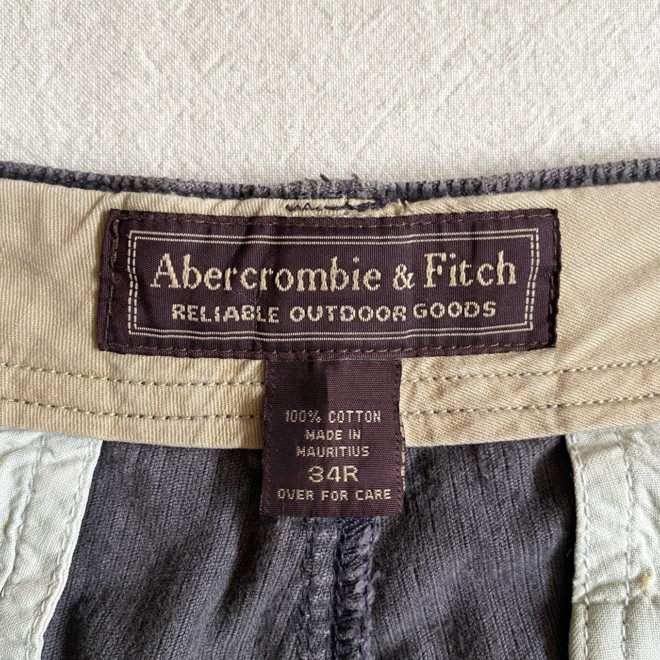 Abercrombie & Fitch
RELIABLE OUTDOOR GOODS
100% COTTON
MADE IN
MAURITIUS
34R
OVER FOR CARE